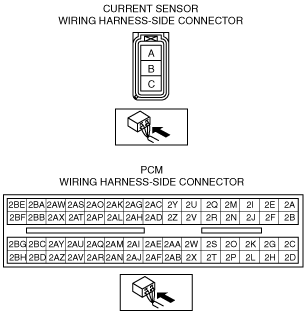 CURRENT SENSOR
WIRING HARNESS-SIDE CONNECTOR
A
B
C
PCM
WIRING HARNESS-SIDE CONNECTOR
2BE 2BA 2AW 2AS 2AO 2AK 2AG 2AC 2Y 2U 2Q 2M 2I 2E 2A
2BF 2BB 2AX 2AT 2AP 2AL 2AH 2AD 2Z 2V 2R 2N 2J 2F 2B
2BG 2BC 2AY 2AU 2AQ 2AM 2AI 2AE 2AA 2W 2S 2O 2K 2G 2C
2BH 2BD 2AZ 2AV 2AR 2AN 2AJ 2AF 2AB 2X 2T 2P 2L 2H 2D